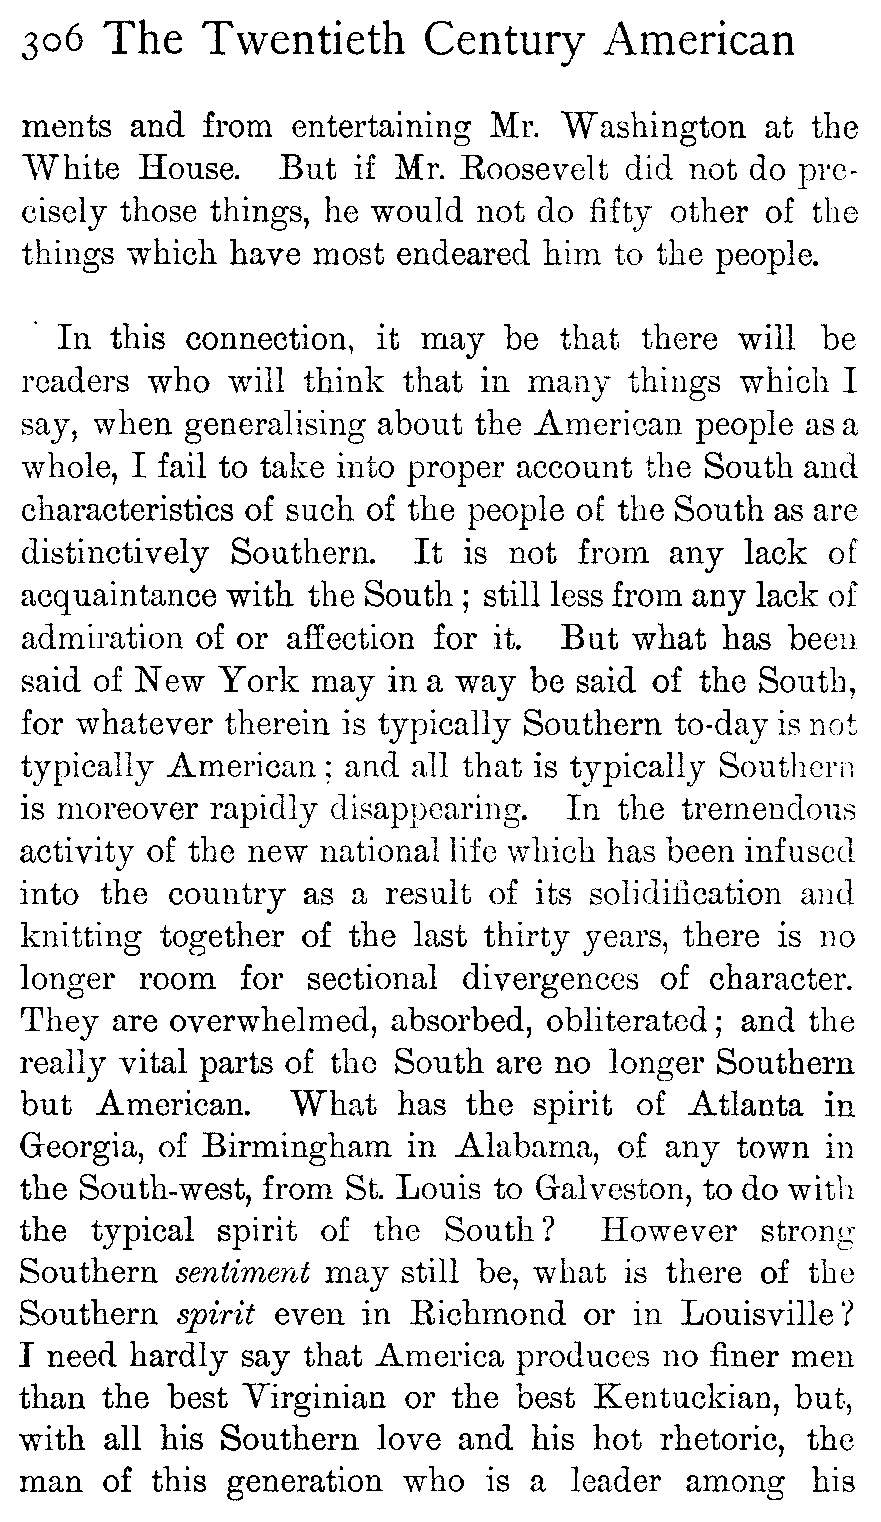 306 The Twentieth Century American
ments and from entertaining Mr. Washington at the
White House. But if Mr. Roosevelt did not do pre-
cisely those things, he would not do fifty other of the
things which have most endeared him to the people.
In this connection, it may be that there will be
readers who will think that in many things which I
say, when generalising about the American people as a
whole, I fail to take into proper account the South and
characteristics of such of the people of the South as are
distinctively Southern. It is not from any lack of
acquaintance with the South; still less from any lack of
admiration of or affection for it. But what has been
said of New York may in a way be said of the South,
for whatever therein is typically Southern to-day is not
typically American; and all that is typically Southern
is moreover rapidly disappearing. In the tremendous
activity of the new national life which has been infused
into the country as a result of its solidification and
knitting together of the last thirty years, there is no
longer room for sectional divergences of character.
They are overwhelmed, absorbed, obliterated; and the
really vital parts of the South are no longer Southern
but American. What has the spirit of Atlanta in
Georgia, of Birmingham in Alabama, of any town in
the South-west, from St. Louis to Galveston, to do with
the typical spirit of the South? However strong
Southern sentiment may still be, what is there of the
Southern spirit even in Richmond or in Louisville?
I need hardly say that America produces no finer men
than the best Virginian or the best Kentuckian, but,
with all his Southern love and his hot rhetoric, the
man of this generation who is a leader among his